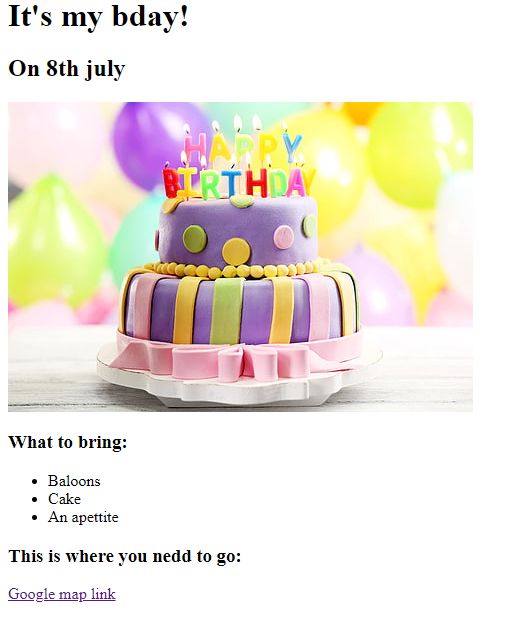 It's my bday!
On 8th july
HAPPY
BIRTHDAY
What to bring:
Baloons
Cake
An apettite
This is where you nedd to go:
Google map link